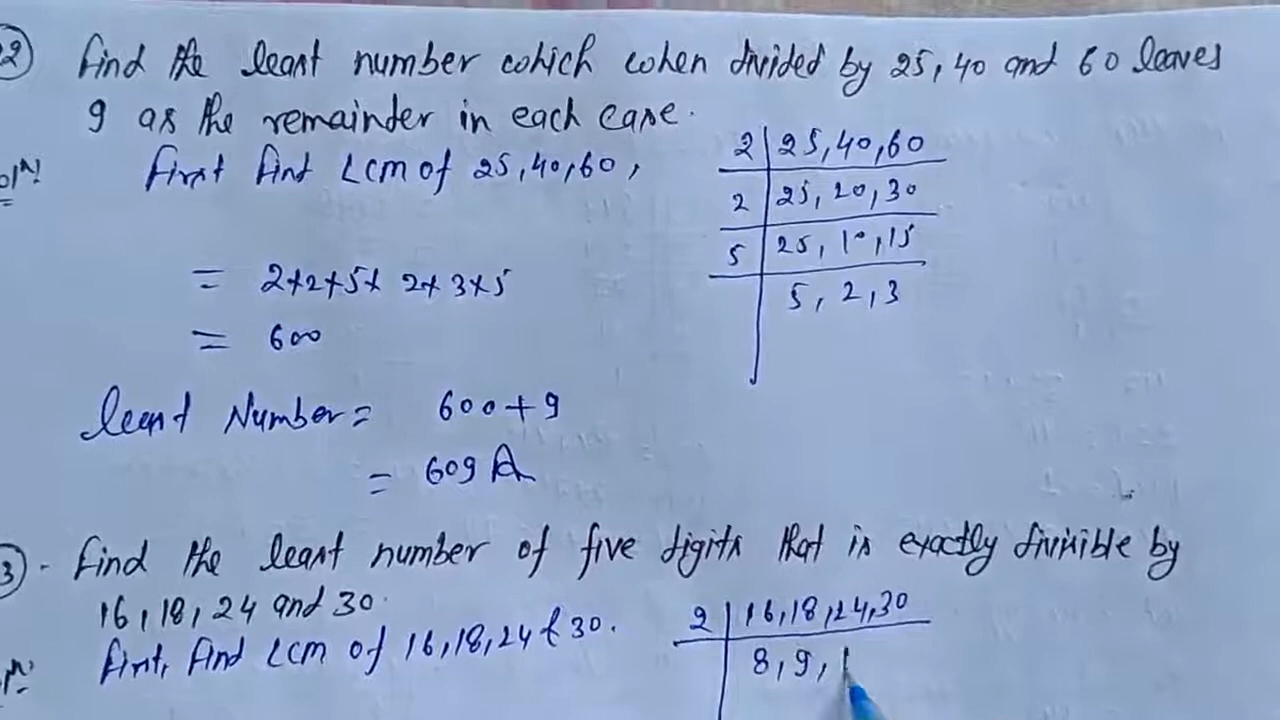 2) Find the least number which when divided by 25, 40 and 60 leaves
9 as the remainder in each case.
First find LCM of 25, 40, 60,
2 | 25, 40, 60
2 | 25, 20, 30
5 | 25, 10, 15
5, 2, 3
= 2×2×5× 2× 3×5
= 600
least Number = 600 + 9
= 609 A
3) - Find the least number of five digits that is exactly divisible by
16, 18, 24 and 30.
first, find LCM of 16, 18, 24 & 30.
2 | 16, 18, 24, 30
8, 9, 1